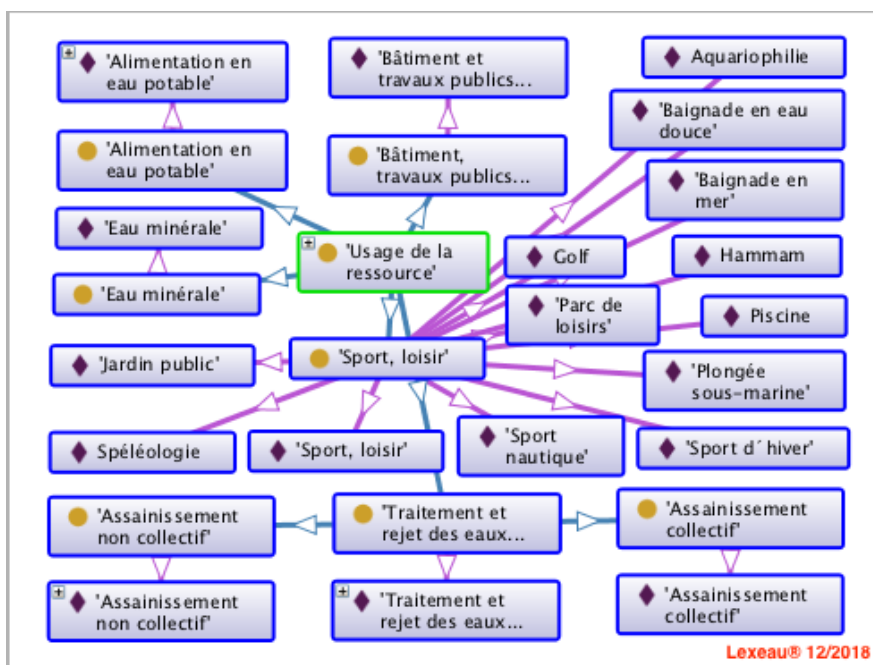 'Alimentation en
eau potable'
'Bâtiment et
travaux publics...
Aquariophilie
'Baignade en eau
douce'
'Alimentation en
eau potable'
'Bâtiment,
travaux publics...
'Baignade en
mer'
'Eau minérale'
'Usage de la
ressource'
Golf
Hammam
'Eau minérale'
'Parc de
loisirs'
Piscine
'Jardin public'
'Sport, loisir'
'Plongée
sous-marine'
Spéléologie
'Sport, loisir'
'Sport
nautique'
'Sport d´hiver'
'Assainissement
non collectif'
'Traitement et
rejet des eaux...
'Assainissement
collectif'
'Assainissement
non collectif'
'Traitement et
rejet des eaux...
'Assainissement
collectif'
Lexeau® 12/2018